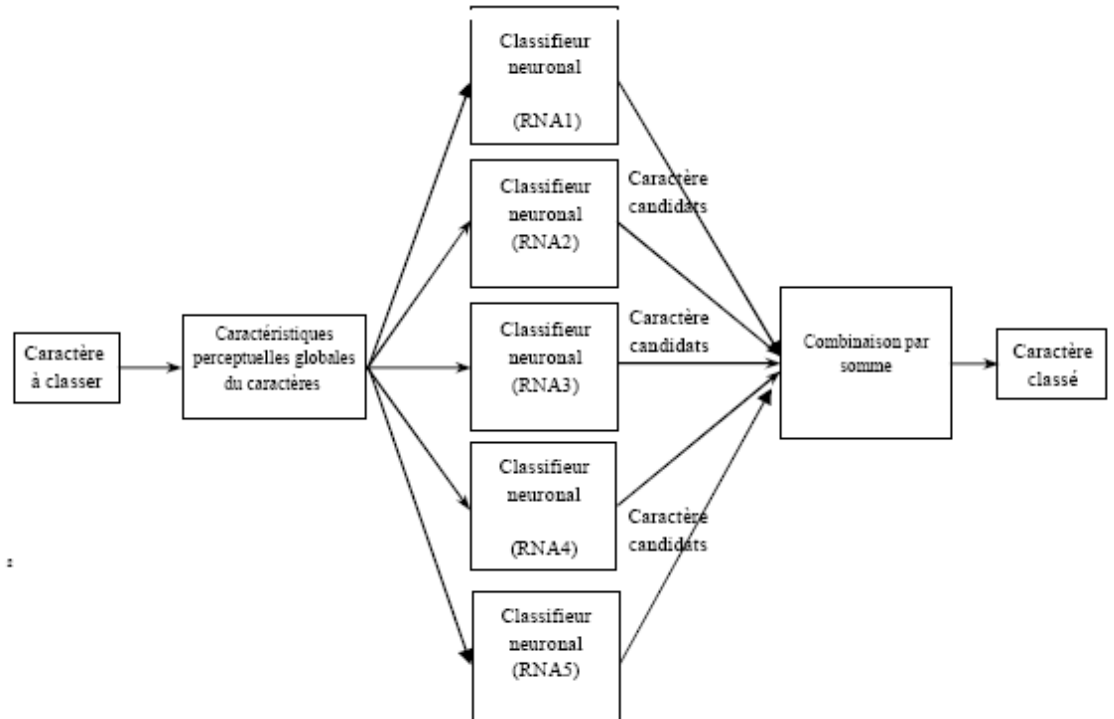 Caractère
à classer
Caractéristiques
perceptuelles globales
du caractères
Classifieur
neuronal
(RNA1)
Classifieur
neuronal
(RNA2)
Classifieur
neuronal
(RNA3)
Classifieur
neuronal
(RNA4)
Classifieur
neuronal
(RNA5)
Caractère
candidats
Caractère
candidats
Caractère
candidats
Combinaison par
somme
Caractère
classé
: